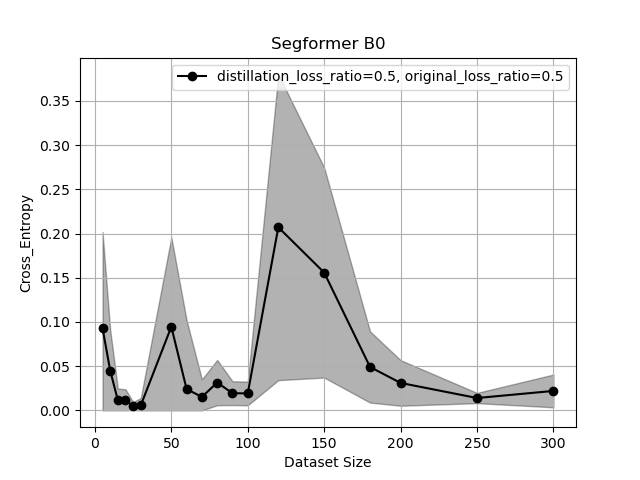 Segformer B0
distillation_loss_ratio=0.5, original_loss_ratio=0.5
0.35
0.30
0.25
0.20
0.15
0.10
0.05
0.00
Cross_Entropy
0 50 100 150 200 250 300
Dataset Size